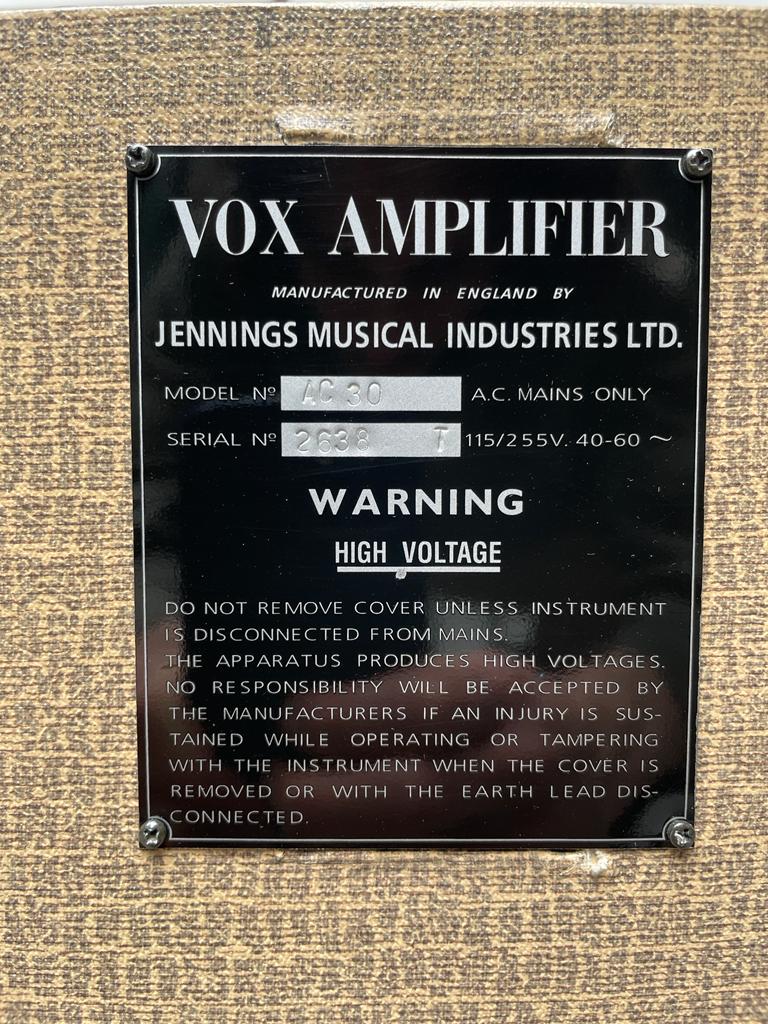 VOX AMPLIFIER
MANUFACTURED IN ENGLAND BY
JENNINGS MUSICAL INDUSTRIES LTD.
MODEL Nº AC 30 A.C. MAINS ONLY
SERIAL Nº 2638 T 115/255V. 40-60 ~
WARNING
HIGH VOLTAGE
DO NOT REMOVE COVER UNLESS INSTRUMENT
IS DISCONNECTED FROM MAINS.
THE APPARATUS PRODUCES HIGH VOLTAGES.
NO RESPONSIBILITY WILL BE ACCEPTED BY
THE MANUFACTURERS IF AN INJURY IS SUS-
TAINED WHILE OPERATING OR TAMPERING
WITH THE INSTRUMENT WHEN THE COVER IS
REMOVED OR WITH THE EARTH LEAD DIS-
CONNECTED.